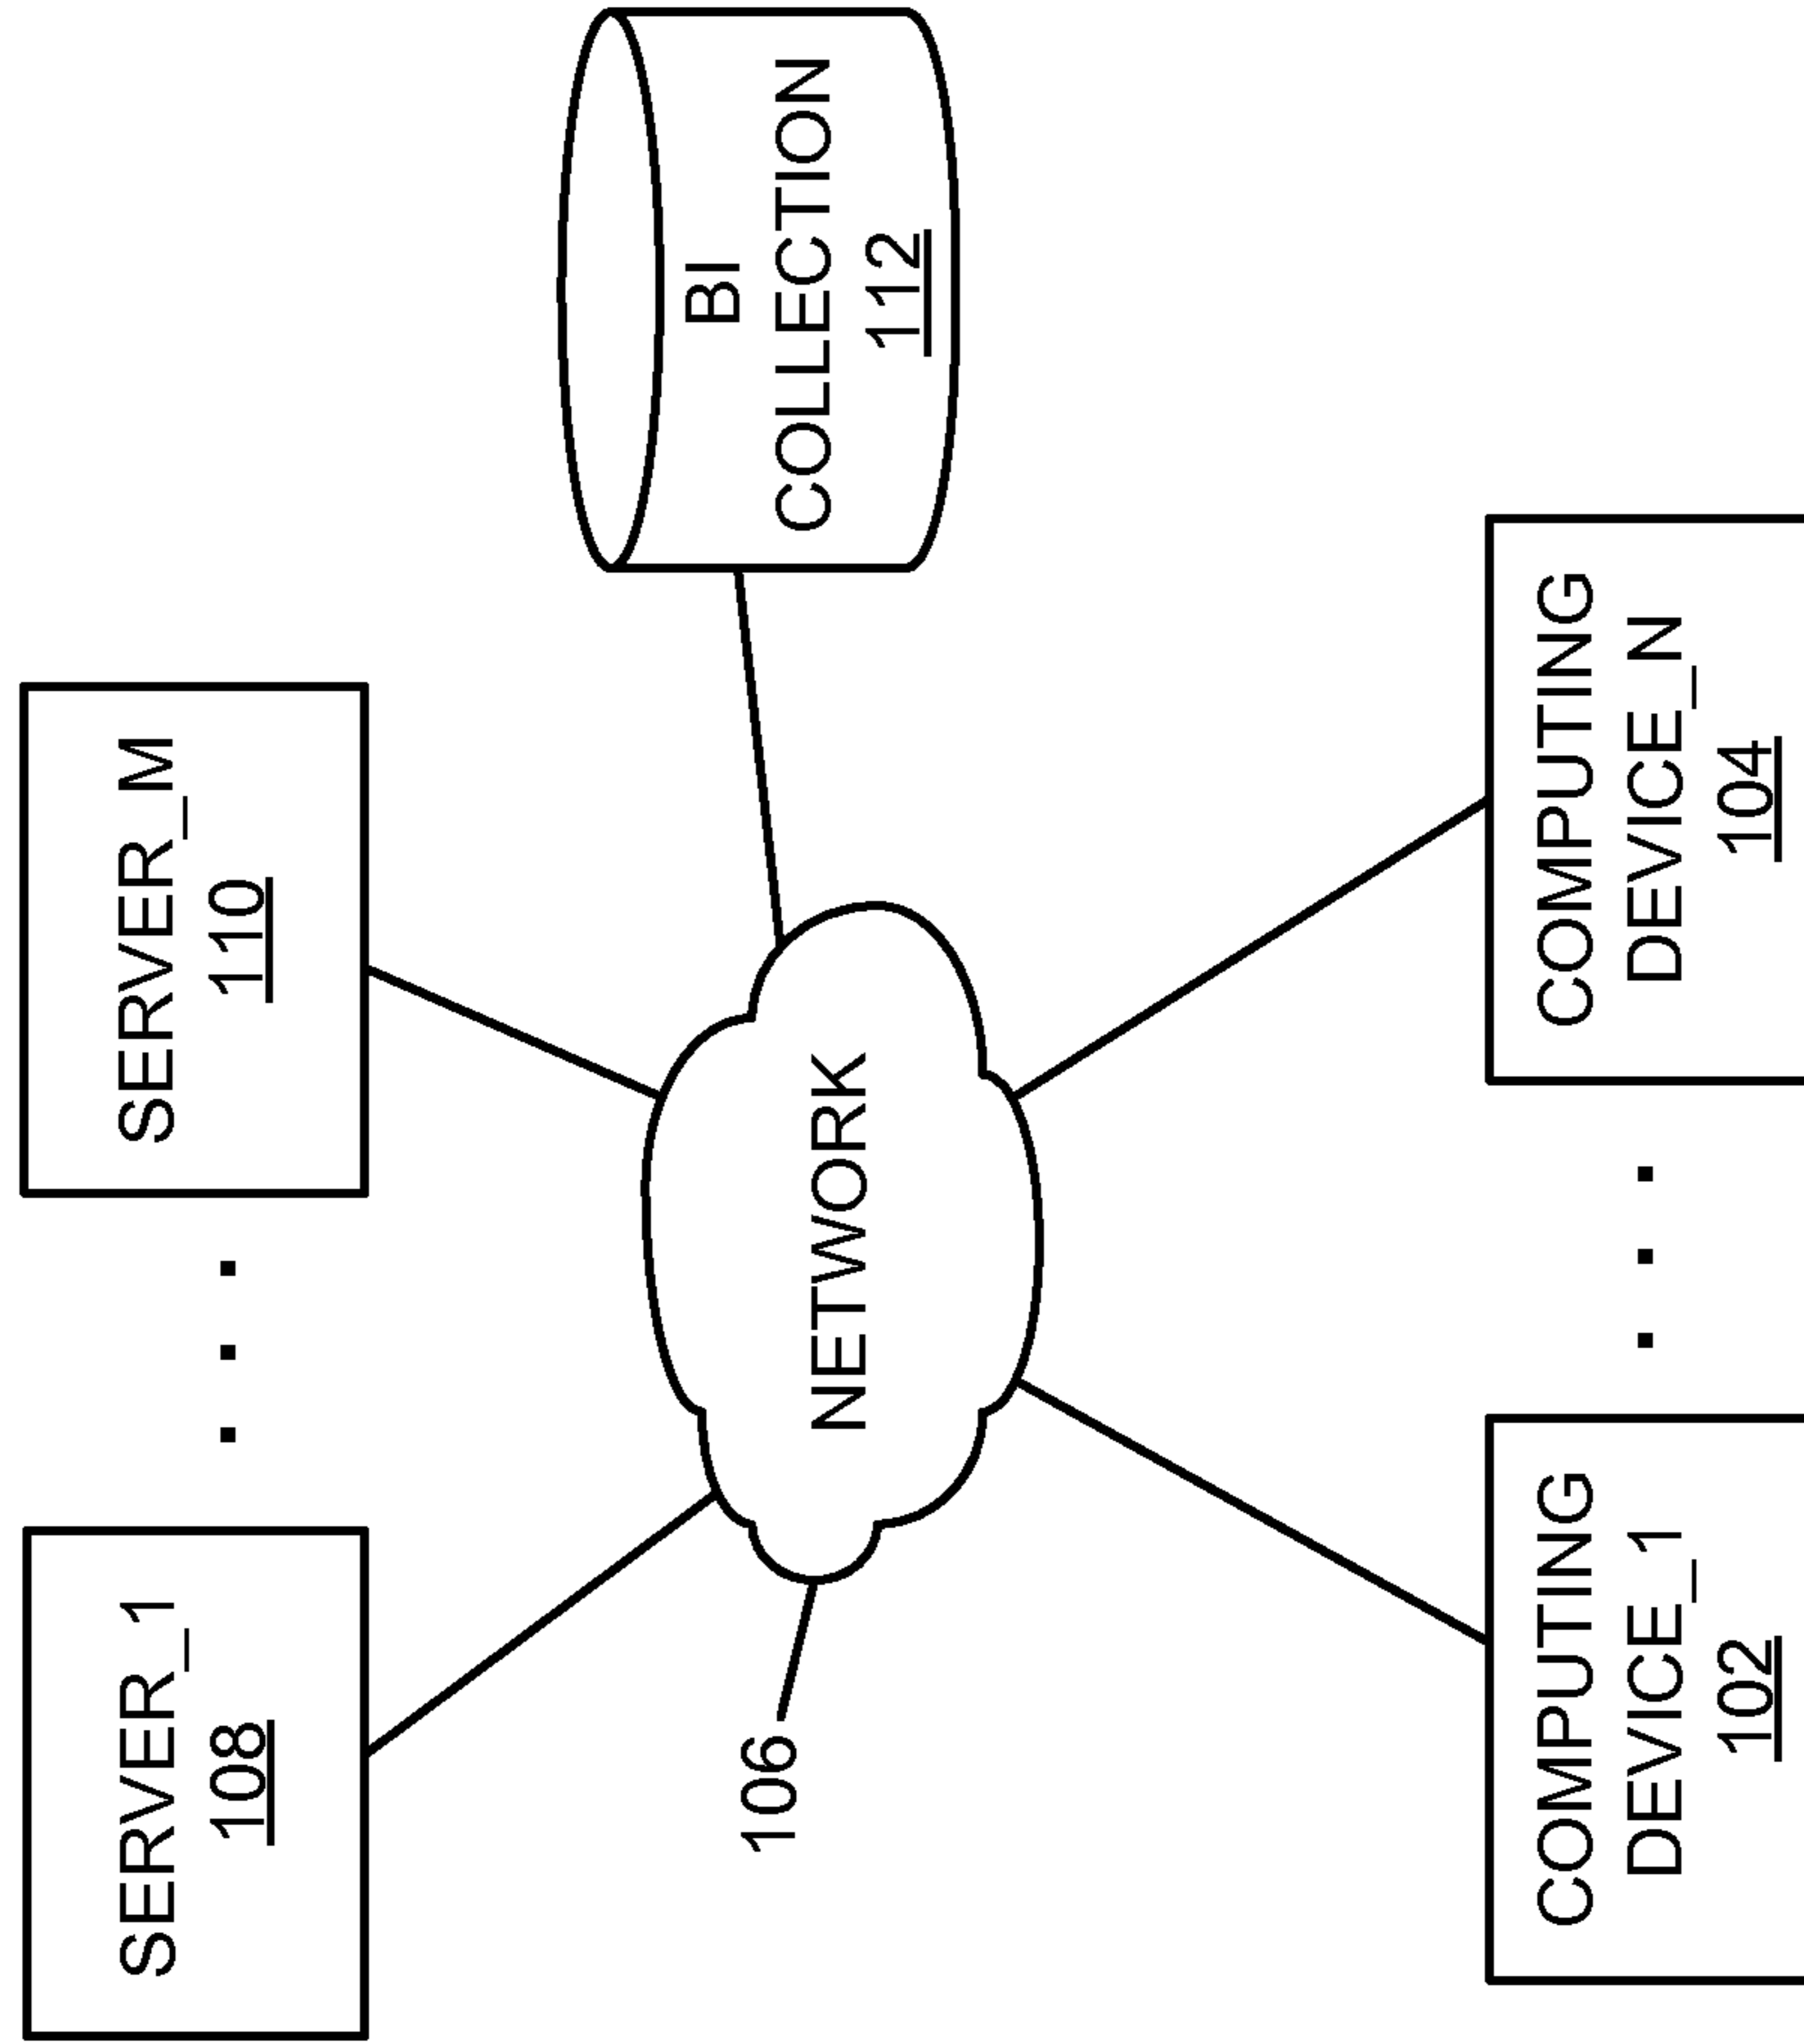 SERVER_1
108
SERVER_M
110
BI
COLLECTION
112
NETWORK
106
COMPUTING
DEVICE_1
102
COMPUTING
DEVICE_N
104